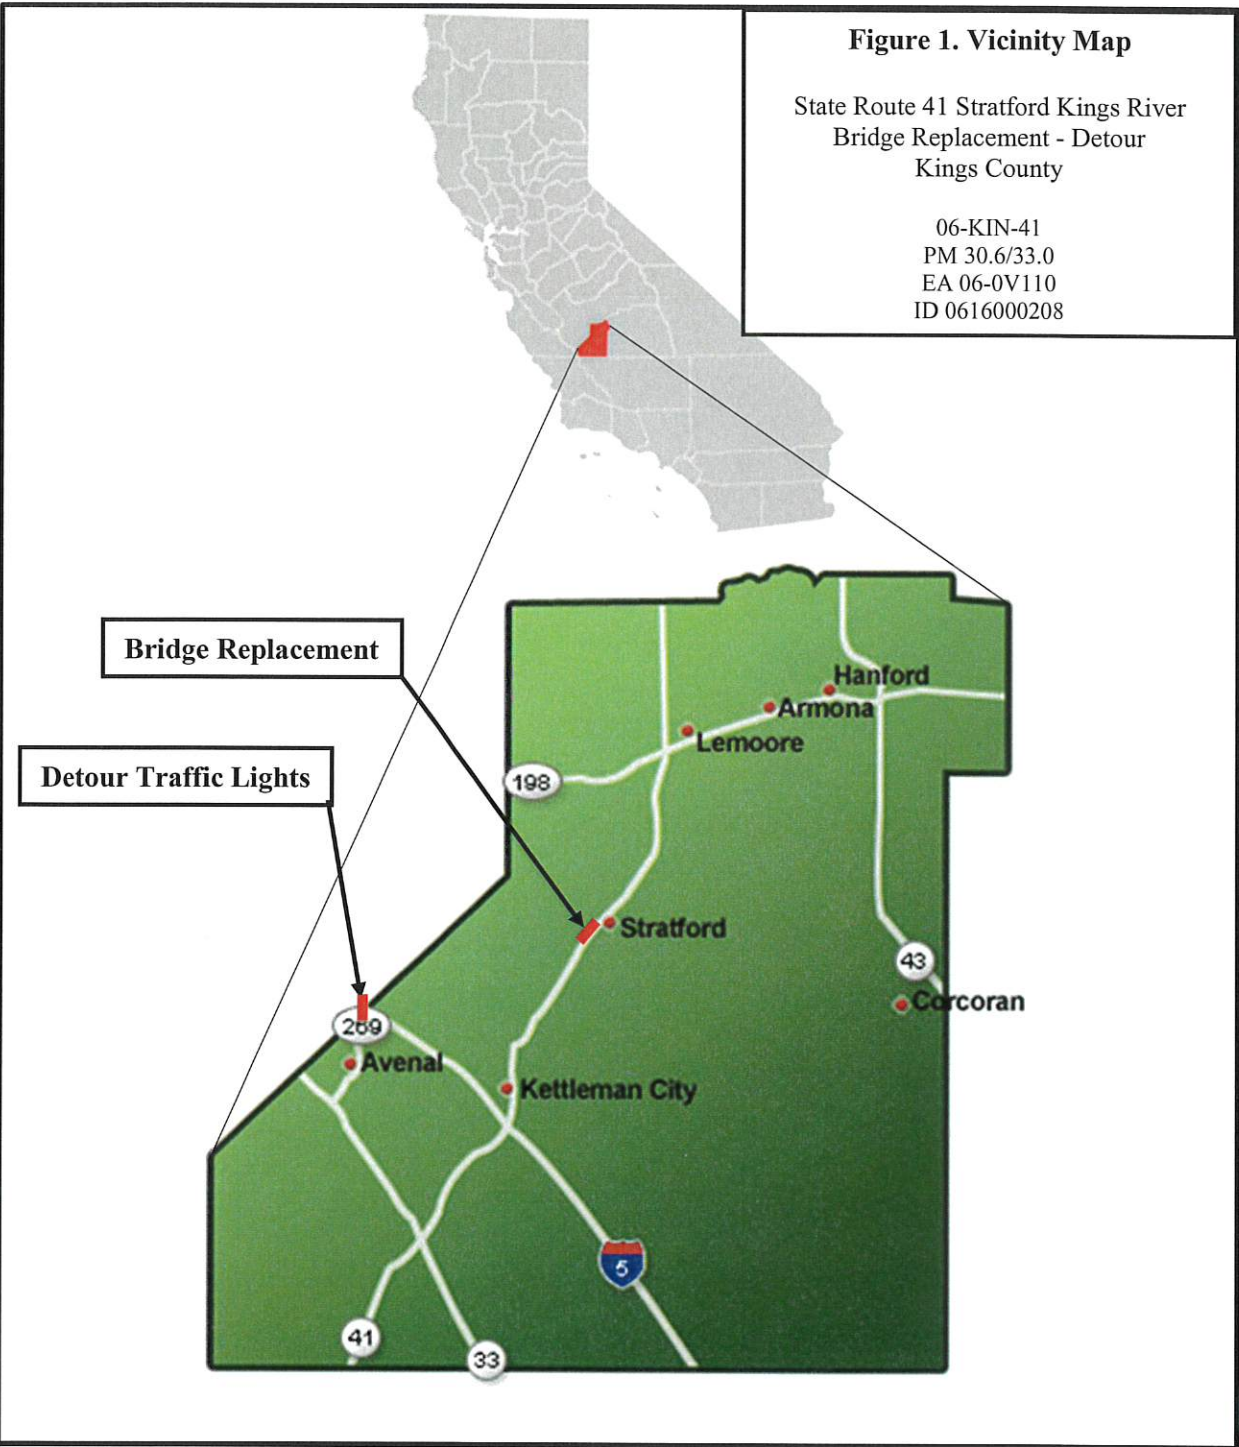 Figure 1. Vicinity Map
State Route 41 Stratford Kings River
Bridge Replacement - Detour
Kings County
06-KIN-41
PM 30.6/33.0
EA 06-0V110
ID 0616000208
Bridge Replacement
Detour Traffic Lights
Hanford
Armona
Lemoore
198
Stratford
43
Corcoran
269
Avenal
Kettleman City
5
41
33